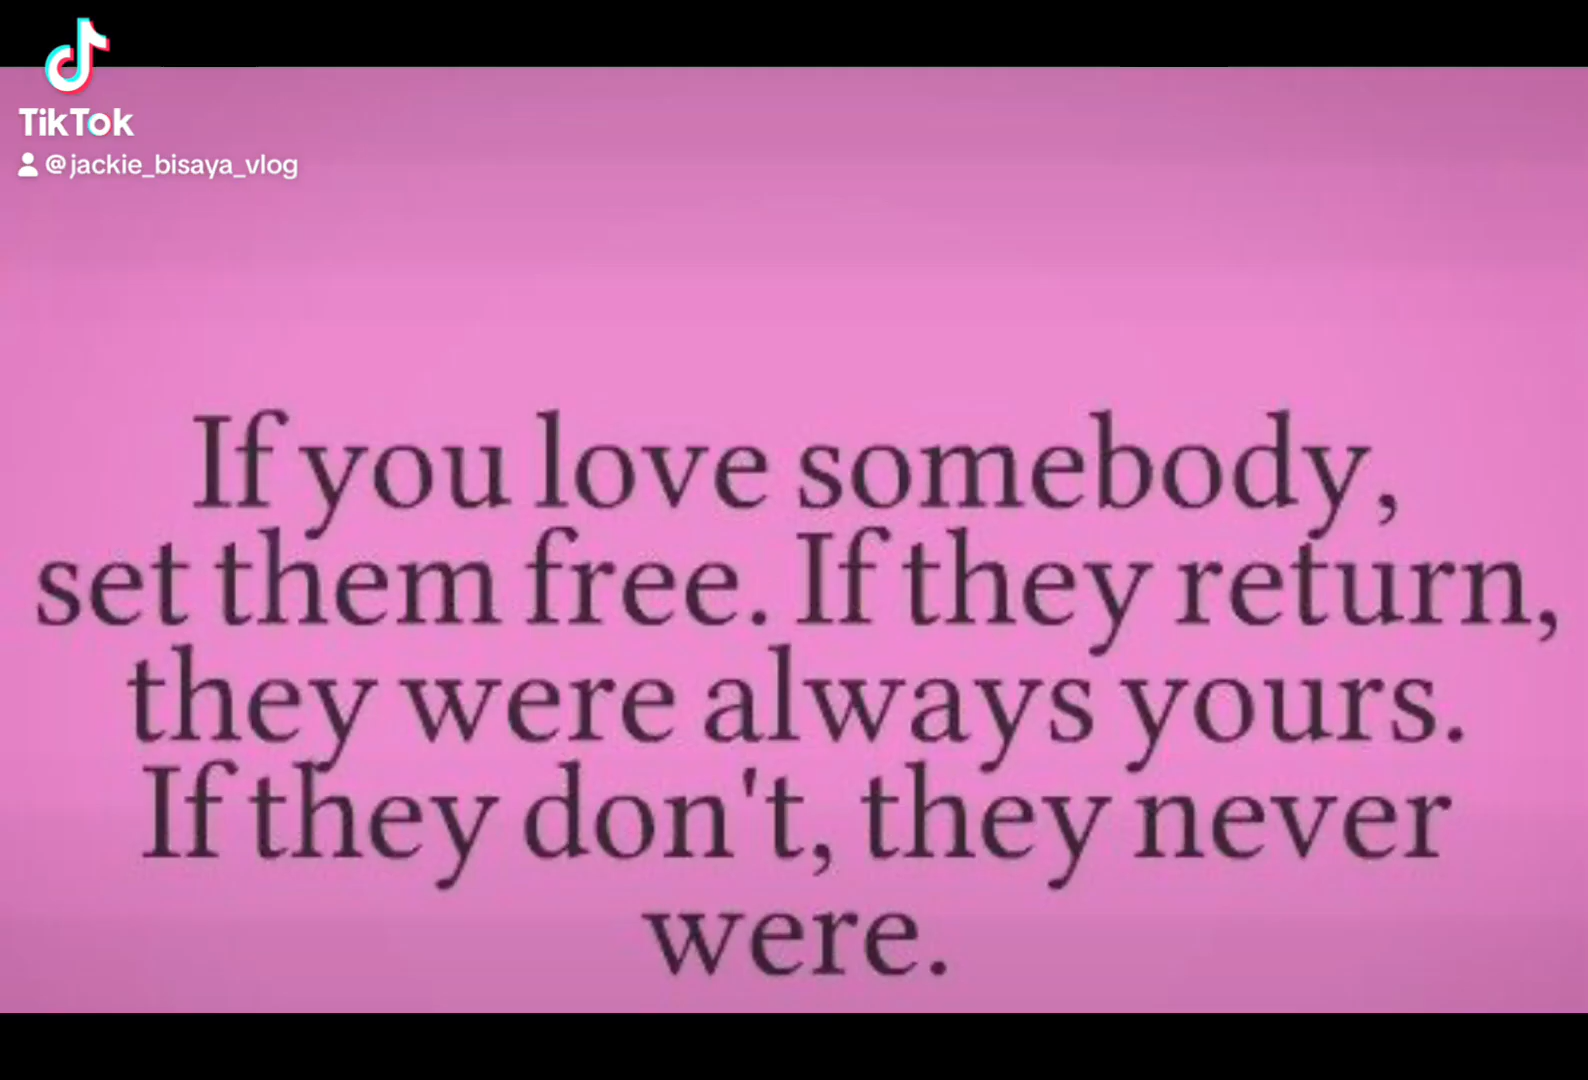 TikTok
@jackie_bisaya_vlog
If you love somebody,
set them free. If they return,
they were always yours.
If they don't, they never
were.